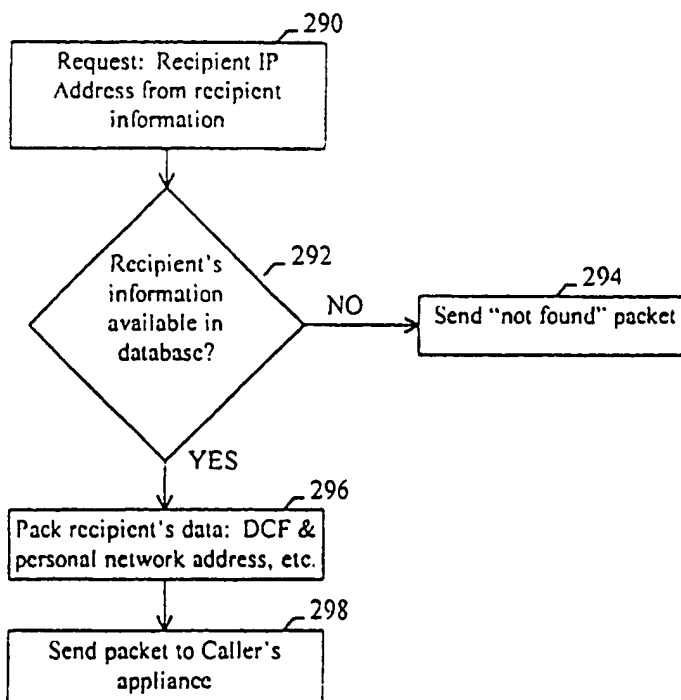 290
Request: Recipient IP
Address from recipient
information
292
Recipient's
information
available in
database?
NO
294
Send “not found” packet
YES
296
Pack recipient's data: DCF &
personal network address, etc.
298
Send packet to Caller's
appliance